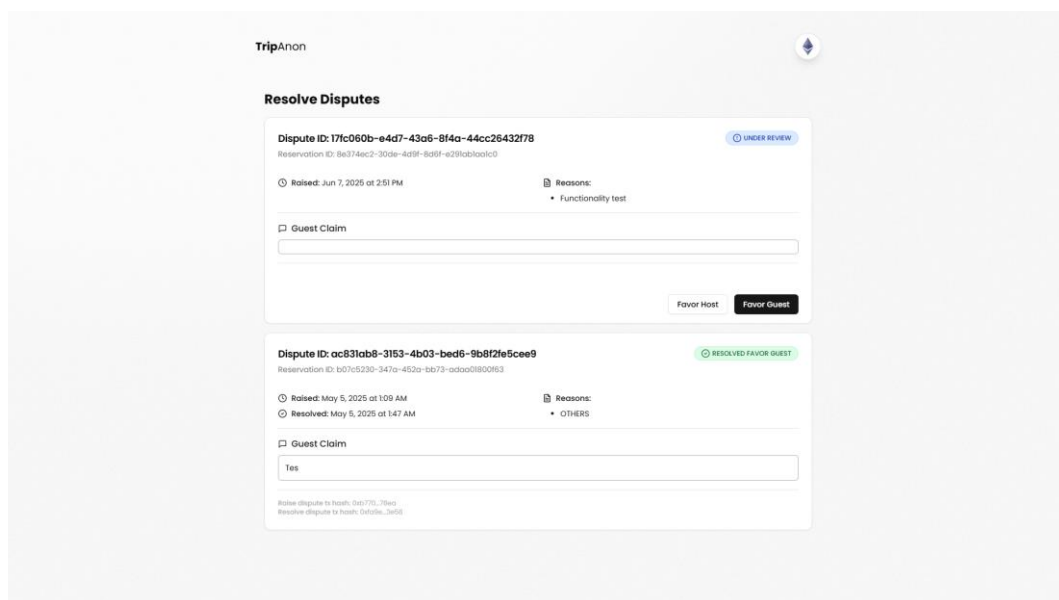 TripAnon
Resolve Disputes
Dispute ID: 17fc060b-e4d7-43a6-8f4a-44cc26432f78
UNDER REVIEW
Reservation ID: 8e374ec2-30de-4d9f-8d6f-e291ab1aa1c0
Raised: Jun 7, 2025 at 2:51 PM
Reasons:
• Functionality test
Guest Claim
Favor Host
Favor Guest
Dispute ID: ac831ab8-3153-4b03-bed6-9b8f2fe5cee9
RESOLVED FAVOR GUEST
Reservation ID: b07c5230-347a-452a-bb73-adaa01800f63
Raised: May 5, 2025 at 1:09 AM
Reasons:
Resolved: May 5, 2025 at 1:47 AM
• OTHERS
Guest Claim
Tes
Raise dispute tx hash:
Resolve dispute tx hash: